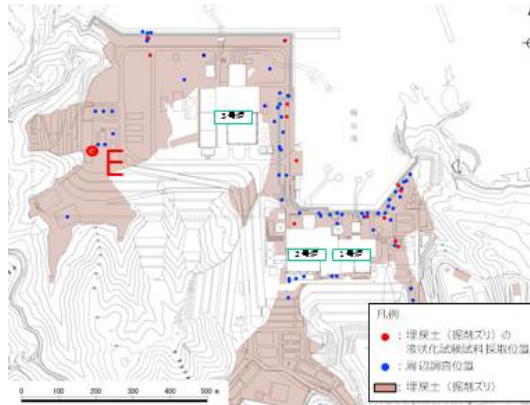 3号炉
E
2号炉
1号炉
凡例
：埋戻土（掘削ズリ）の
液状化試験試料採取位置
：周辺調査位置
：埋戻土（掘削ズリ）
0 100 200 300 400 500 m